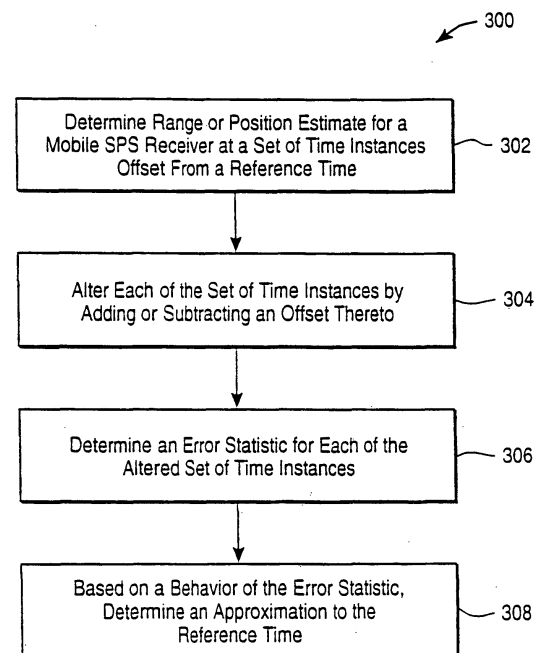 300
Determine Range or Position Estimate for a
Mobile SPS Receiver at a Set of Time Instances
Offset From a Reference Time
302
Alter Each of the Set of Time Instances by
Adding or Subtracting an Offset Thereto
304
Determine an Error Statistic for Each of the
Altered Set of Time Instances
306
Based on a Behavior of the Error Statistic,
Determine an Approximation to the
Reference Time
308